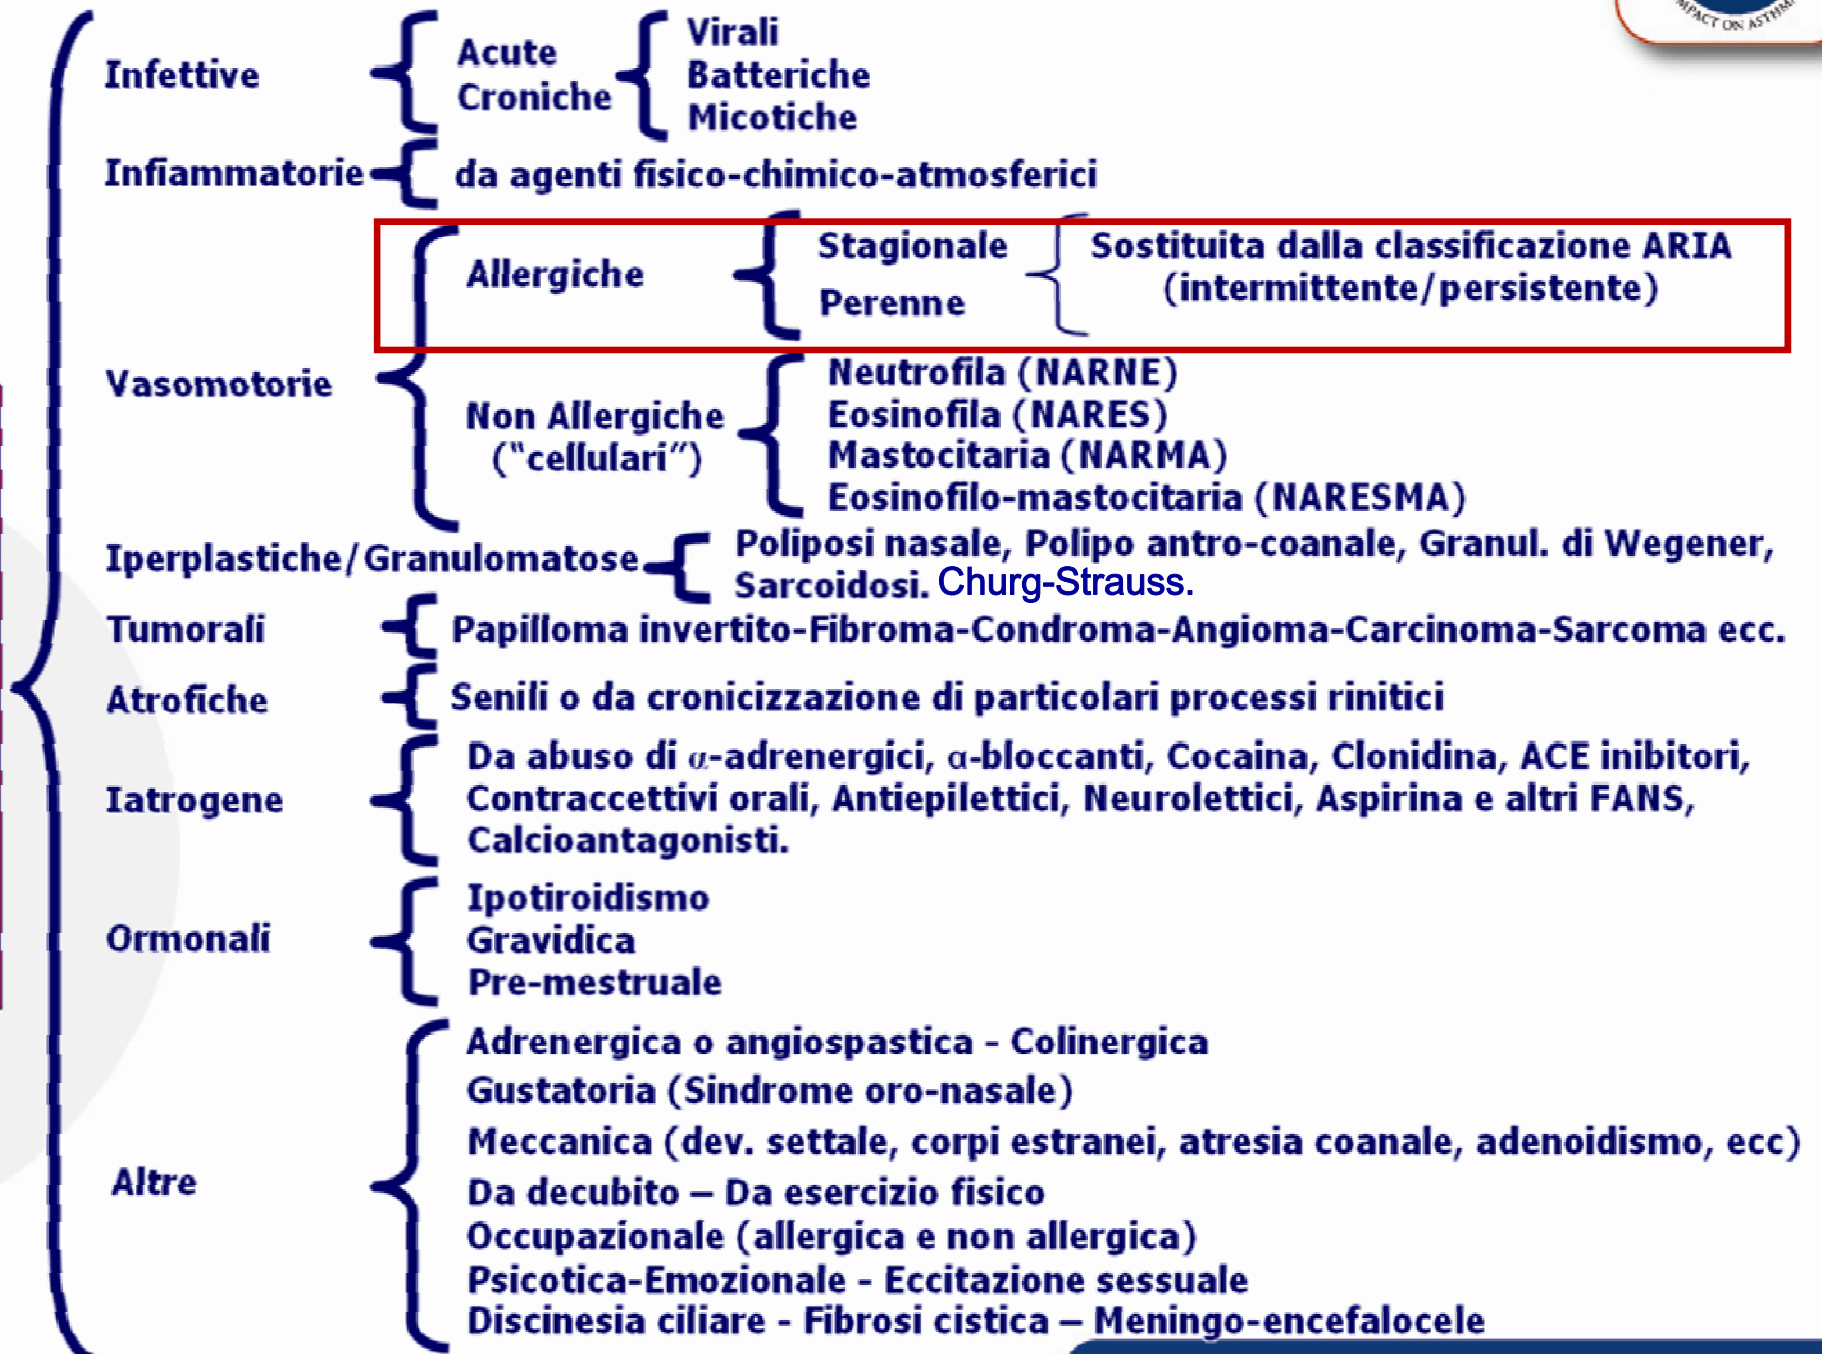 MPACT ON ASTHM
Infettive
Acute
Croniche
Virali
Batteriche
Micotiche
Infiammatorie
da agenti fisico-chimico-atmosferici
Vasomotorie
Allergiche
Stagionale
Perenne
Sostituita dalla classificazione ARIA
(intermittente/persistente)
Non Allergiche
("cellulari")
Neutrofila (NARNE)
Eosinofila (NARES)
Mastocitaria (NARMA)
Eosinofilo-mastocitaria (NARESMA)
Iperplastiche/Granulomatose
Poliposi nasale, Polipo antro-coanale, Granul. di Wegener,
Sarcoidosi. Churg-Strauss.
Tumorali
Papilloma invertito-Fibroma-Condroma-Angioma-Carcinoma-Sarcoma ecc.
Atrofiche
Senili o da cronicizzazione di particolari processi rinitici
Iatrogene
Da abuso di α-adrenergici, α-bloccanti, Cocaina, Clonidina, ACE inibitori,
Contraccettivi orali, Antiepilettici, Neurolettici, Aspirina e altri FANS,
Calcioantagonisti.
Ormonali
Ipotiroidismo
Gravidica
Pre-mestruale
Altre
Adrenergica o angiospastica - Colinergica
Gustatoria (Sindrome oro-nasale)
Meccanica (dev. settale, corpi estranei, atresia coanale, adenoidismo, ecc)
Da decubito – Da esercizio fisico
Occupazionale (allergica e non allergica)
Psicotica-Emozionale - Eccitazione sessuale
Discinesia ciliare - Fibrosi cistica – Meningo-encefalocele